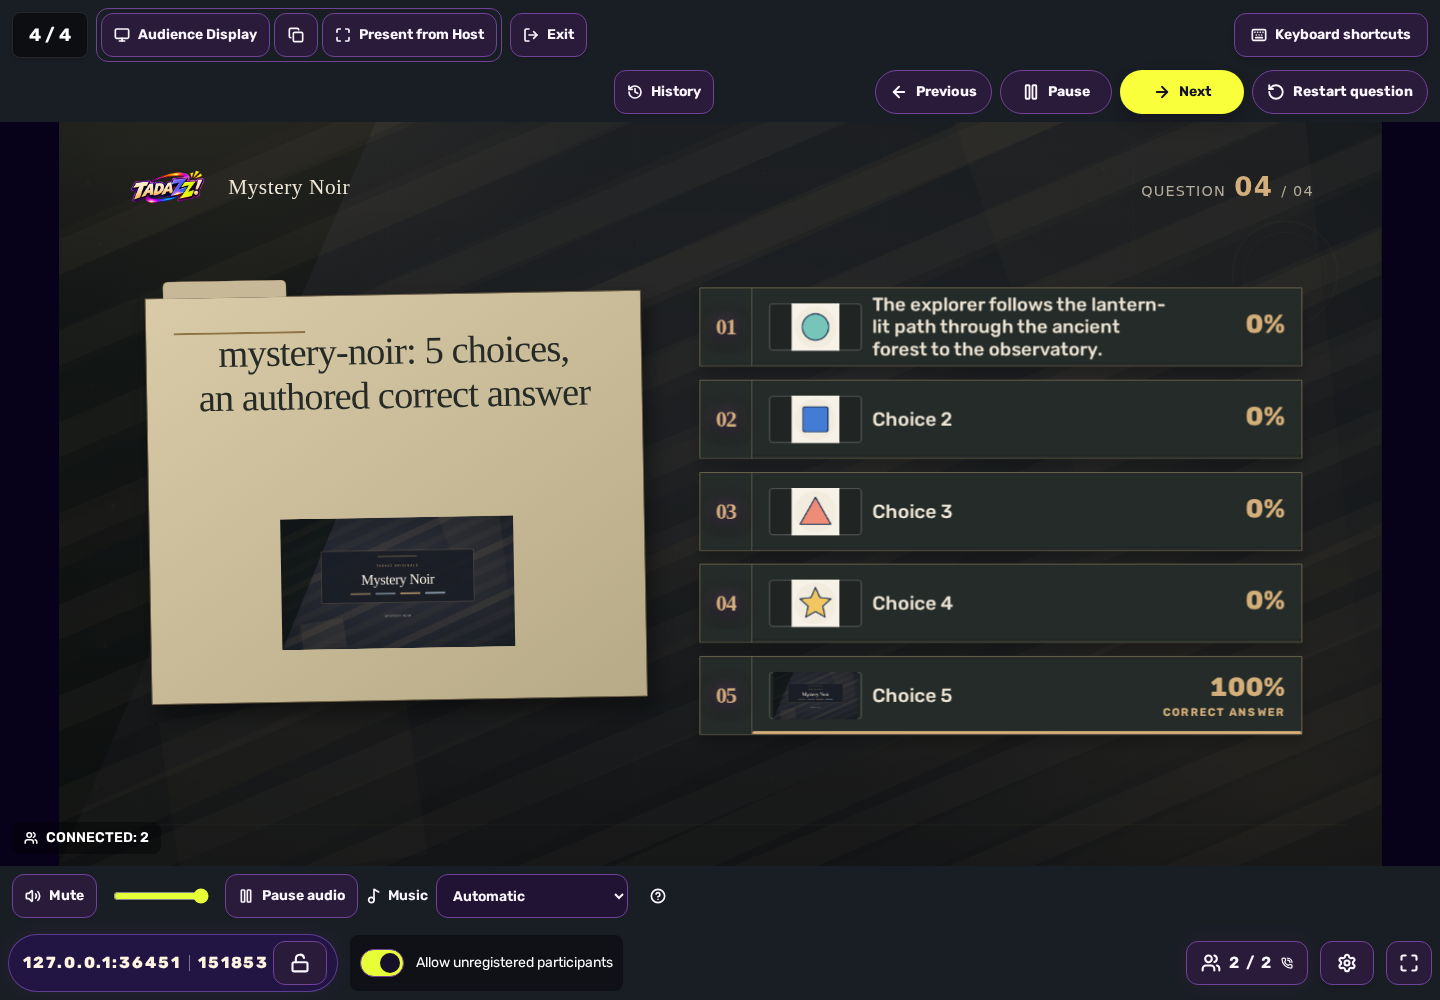 4 / 4
Audience Display
Present from Host
Exit
Keyboard shortcuts
History
Previous
Pause
Next
Restart question
TADAZZ!
Mystery Noir
QUESTION 04 / 04
mystery-noir: 5 choices,
an authored correct answer
Mystery Noir
01
The explorer follows the lantern-
lit path through the ancient
forest to the observatory.
0%
02
Choice 2
0%
03
Choice 3
0%
04
Choice 4
0%
05
Mystery Noir
Choice 5
100%
CORRECT ANSWER
CONNECTED: 2
Mute
Pause audio
Music
Automatic
127.0.0.1:36451
151853
Allow unregistered participants
2 / 2